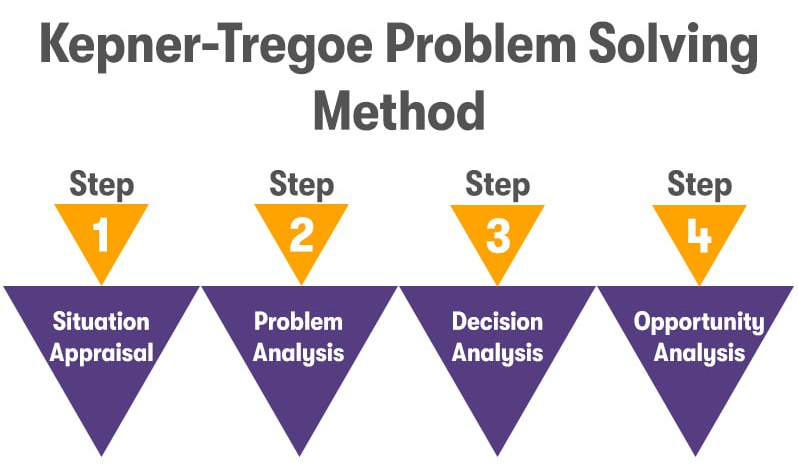 Kepner-Tregoe Problem Solving
Method
Step
1
Situation
Appraisal
Step
2
Problem
Analysis
Step
3
Decision
Analysis
Step
4
Opportunity
Analysis